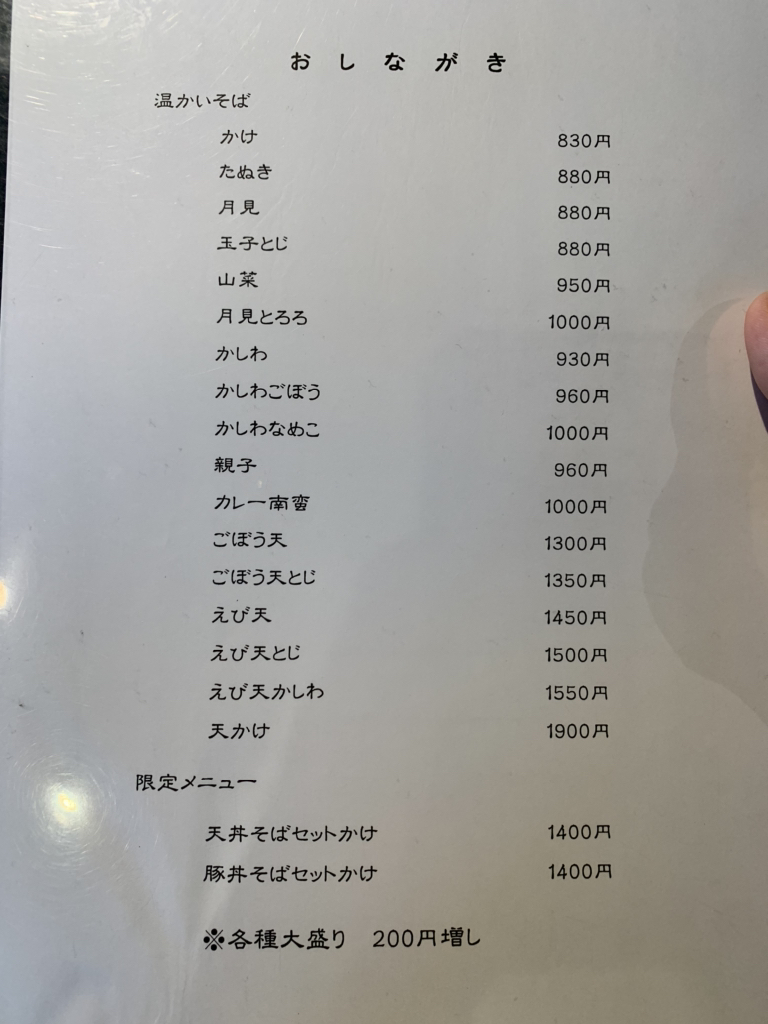 おしながき
温かいそば
かけ 830円
たぬき 880円
月見 880円
玉子とじ 880円
山菜 950円
月見とろろ 1000円
かしわ 930円
かしわごぼう 960円
かしわなめこ 1000円
親子 960円
カレー南蛮 1000円
ごぼう天 1300円
ごぼう天とじ 1350円
えび天 1450円
えび天とじ 1500円
えび天かしわ 1550円
天かけ 1900円
限定メニュー
天丼そばセットかけ 1400円
豚丼そばセットかけ 1400円
※各種大盛り 200円増し